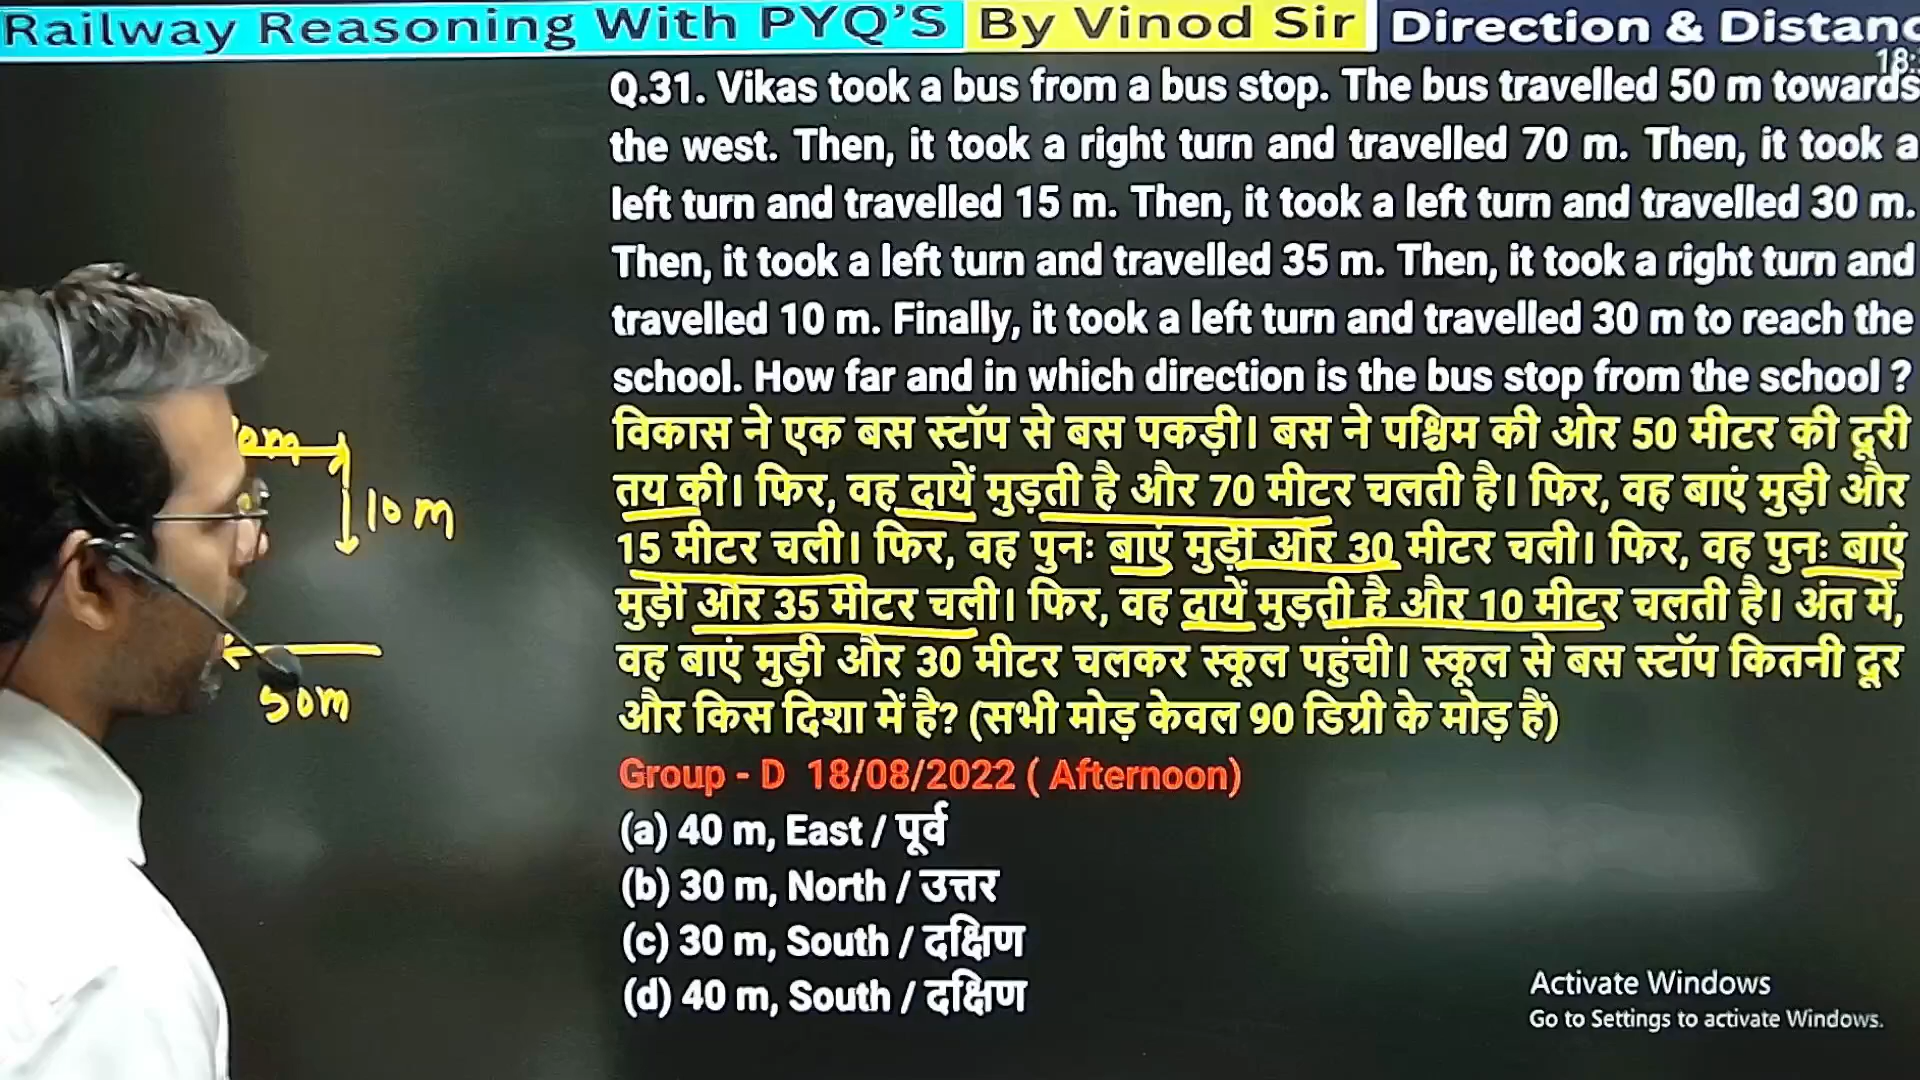 Railway Reasoning With PYQ'S By Vinod Sir Direction & Distanc
18:
Q.31. Vikas took a bus from a bus stop. The bus travelled 50 m towards
the west. Then, it took a right turn and travelled 70 m. Then, it took a
left turn and travelled 15 m. Then, it took a left turn and travelled 30 m.
Then, it took a left turn and travelled 35 m. Then, it took a right turn and
travelled 10 m. Finally, it took a left turn and travelled 30 m to reach the
school. How far and in which direction is the bus stop from the school ?
विकास ने एक बस स्टॉप से बस पकड़ी। बस ने पश्चिम की ओर 50 मीटर की दूरी
तय की। फिर, वह दायें मुड़ती है और 70 मीटर चलती है। फिर, वह बाएं मुड़ी और
15 मीटर चली। फिर, वह पुनः बाएं मुड़ी और 30 मीटर चली। फिर, वह पुनः बाएं
मुड़ी और 35 मीटर चली। फिर, वह दायें मुड़ती है और 10 मीटर चलती है। अंत में,
वह बाएं मुड़ी और 30 मीटर चलकर स्कूल पहुंची। स्कूल से बस स्टॉप कितनी दूर
और किस दिशा में है? (सभी मोड़ केवल 90 डिग्री के मोड़ हैं)
Group - D 18/08/2022 ( Afternoon)
(a) 40 m, East / पूर्व
(b) 30 m, North / उत्तर
(c) 30 m, South / दक्षिण
(d) 40 m, South / दक्षिण
10 m
50m
Activate Windows
Go to Settings to activate Windows.